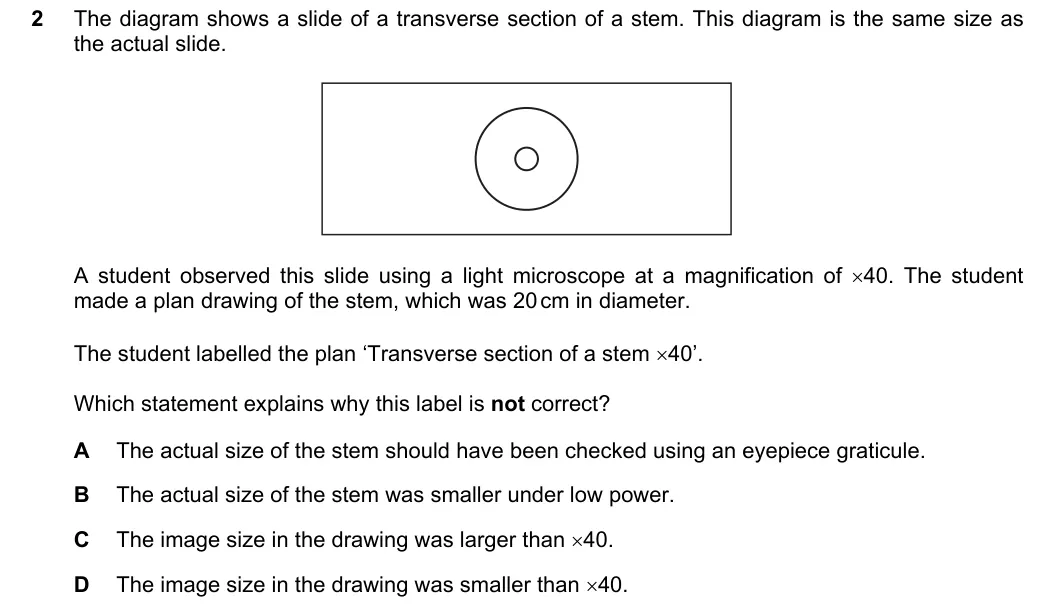 2 The diagram shows a slide of a transverse section of a stem. This diagram is the same size as
the actual slide.
A student observed this slide using a light microscope at a magnification of ×40. The student
made a plan drawing of the stem, which was 20 cm in diameter.
The student labelled the plan ‘Transverse section of a stem ×40’.
Which statement explains why this label is not correct?
A The actual size of the stem should have been checked using an eyepiece graticule.
B The actual size of the stem was smaller under low power.
C The image size in the drawing was larger than ×40.
D The image size in the drawing was smaller than ×40.